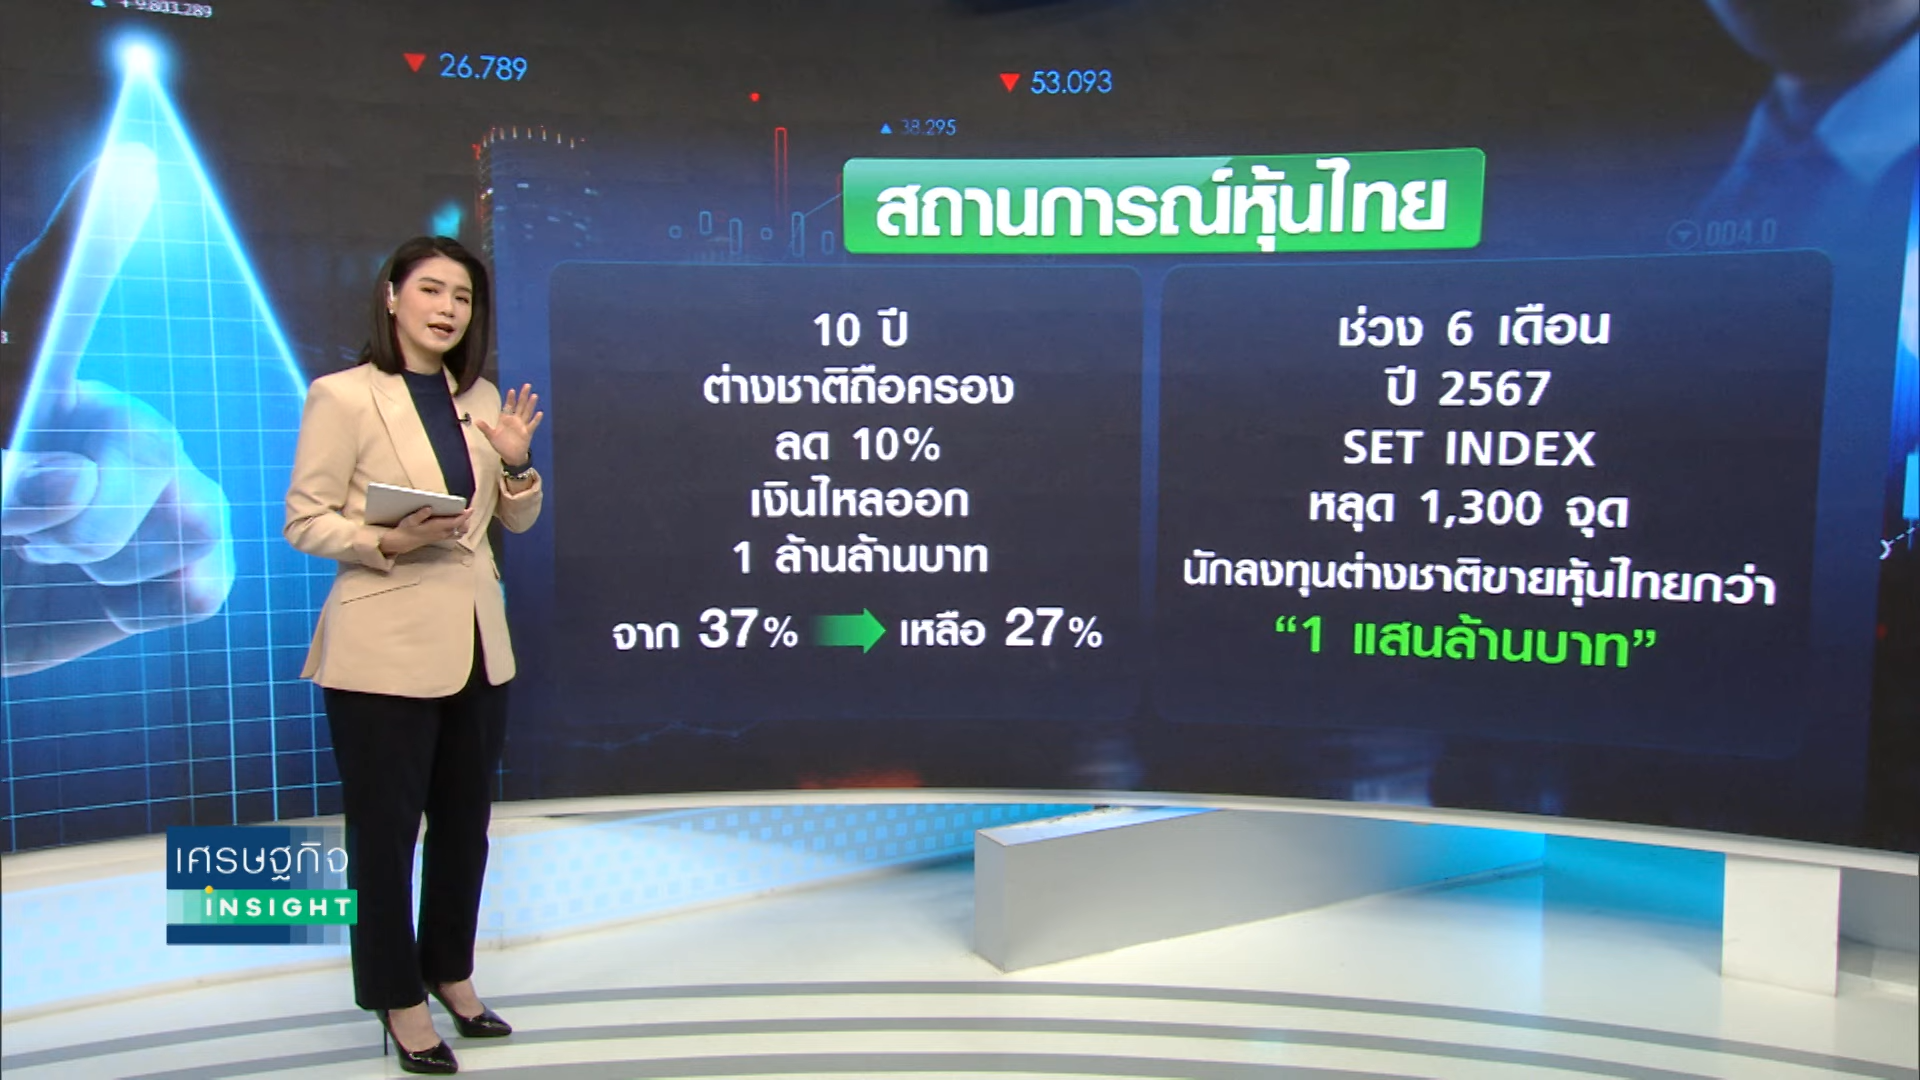 9.803.289
26.789
53.093
38.295
สถานการณ์หุ้นไทย
004.0
10 ปี
ต่างชาติถือครอง
ลด 10%
เงินไหลออก
1 ล้านล้านบาท
จาก 37% เหลือ 27%
ช่วง 6 เดือน
ปี 2567
SET INDEX
หลุด 1,300 จุด
นักลงทุนต่างชาติขายหุ้นไทยกว่า
“1 แสนล้านบาท”
เศรษฐกิจ
INSIGHT